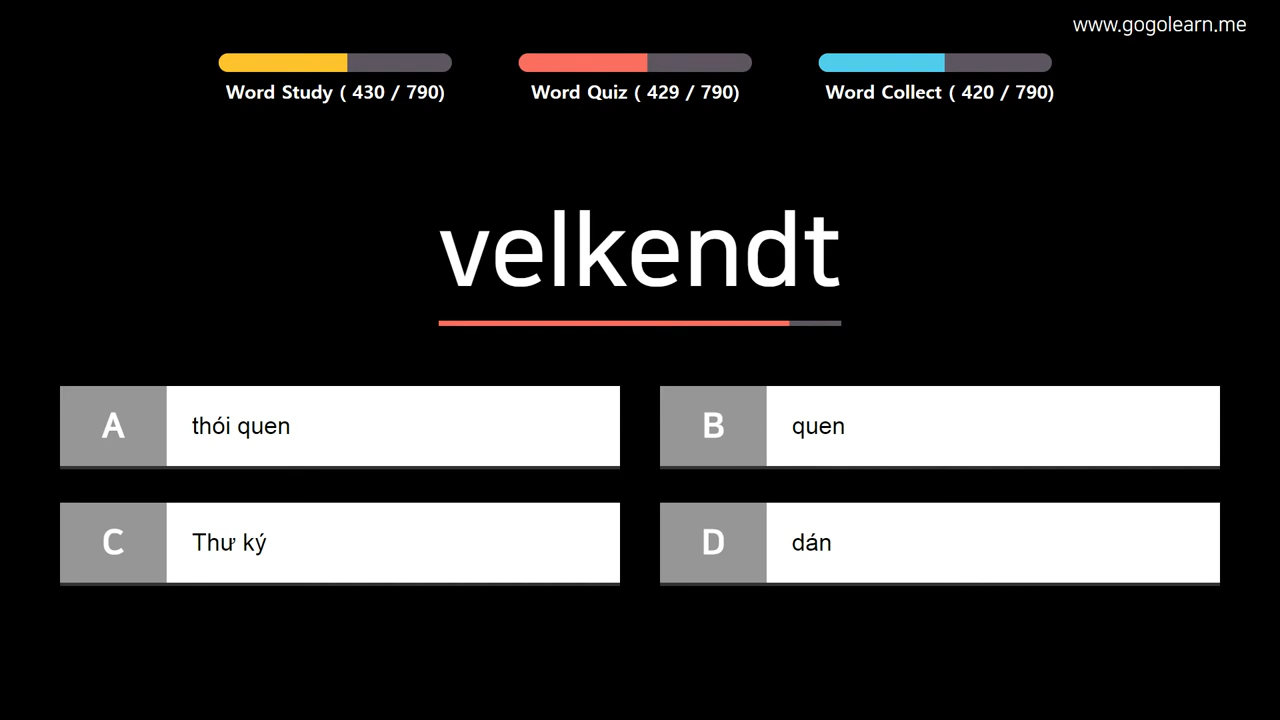 www.gogolearn.me
Word Study ( 430 / 790)
Word Quiz ( 429 / 790)
Word Collect ( 420 / 790)
velkendt
A
thói quen
B
quen
C
Thư ký
D
dán